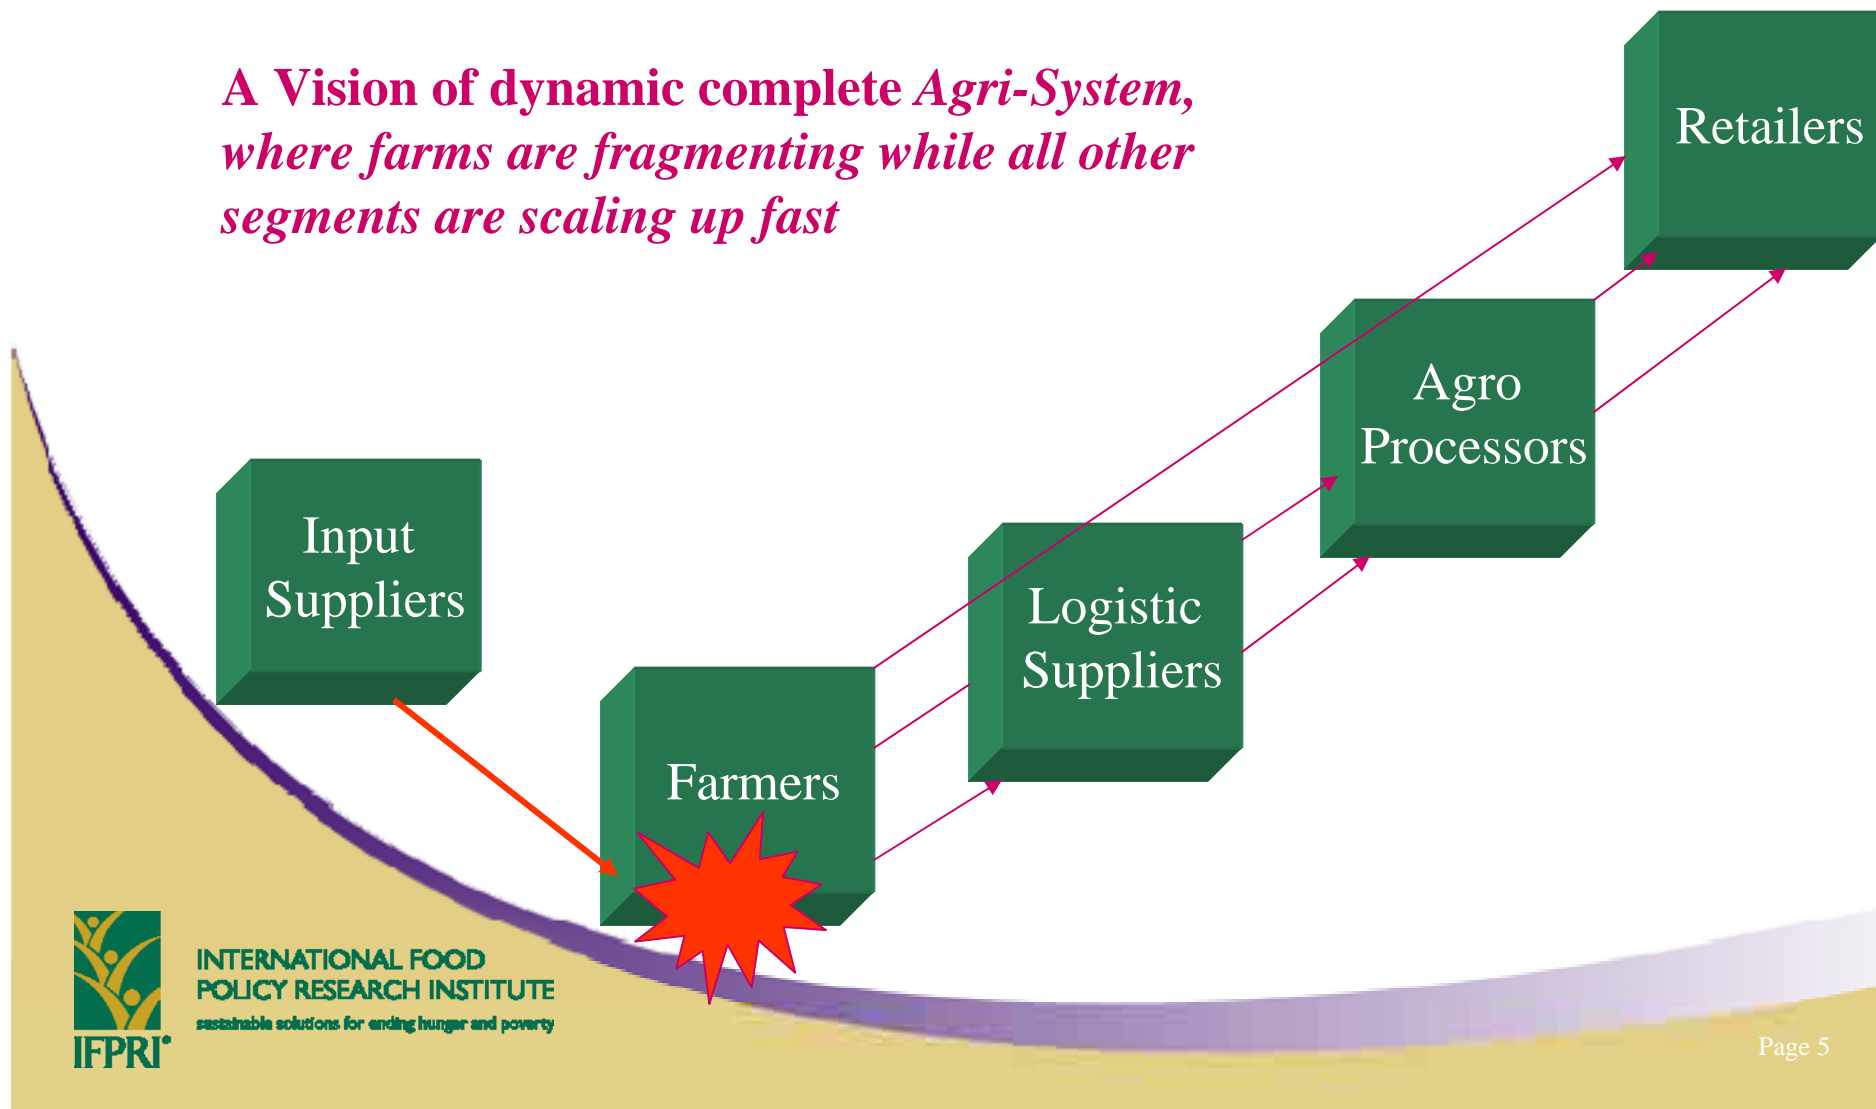 A Vision of dynamic complete Agri-System,
where farms are fragmenting while all other
segments are scaling up fast
Retailers
Agro
Processors
Input
Suppliers
Logistic
Suppliers
Farmers
INTERNATIONAL FOOD
POLICY RESEARCH INSTITUTE
sustainable solutions for ending hunger and poverty
IFPRI®
Page 5